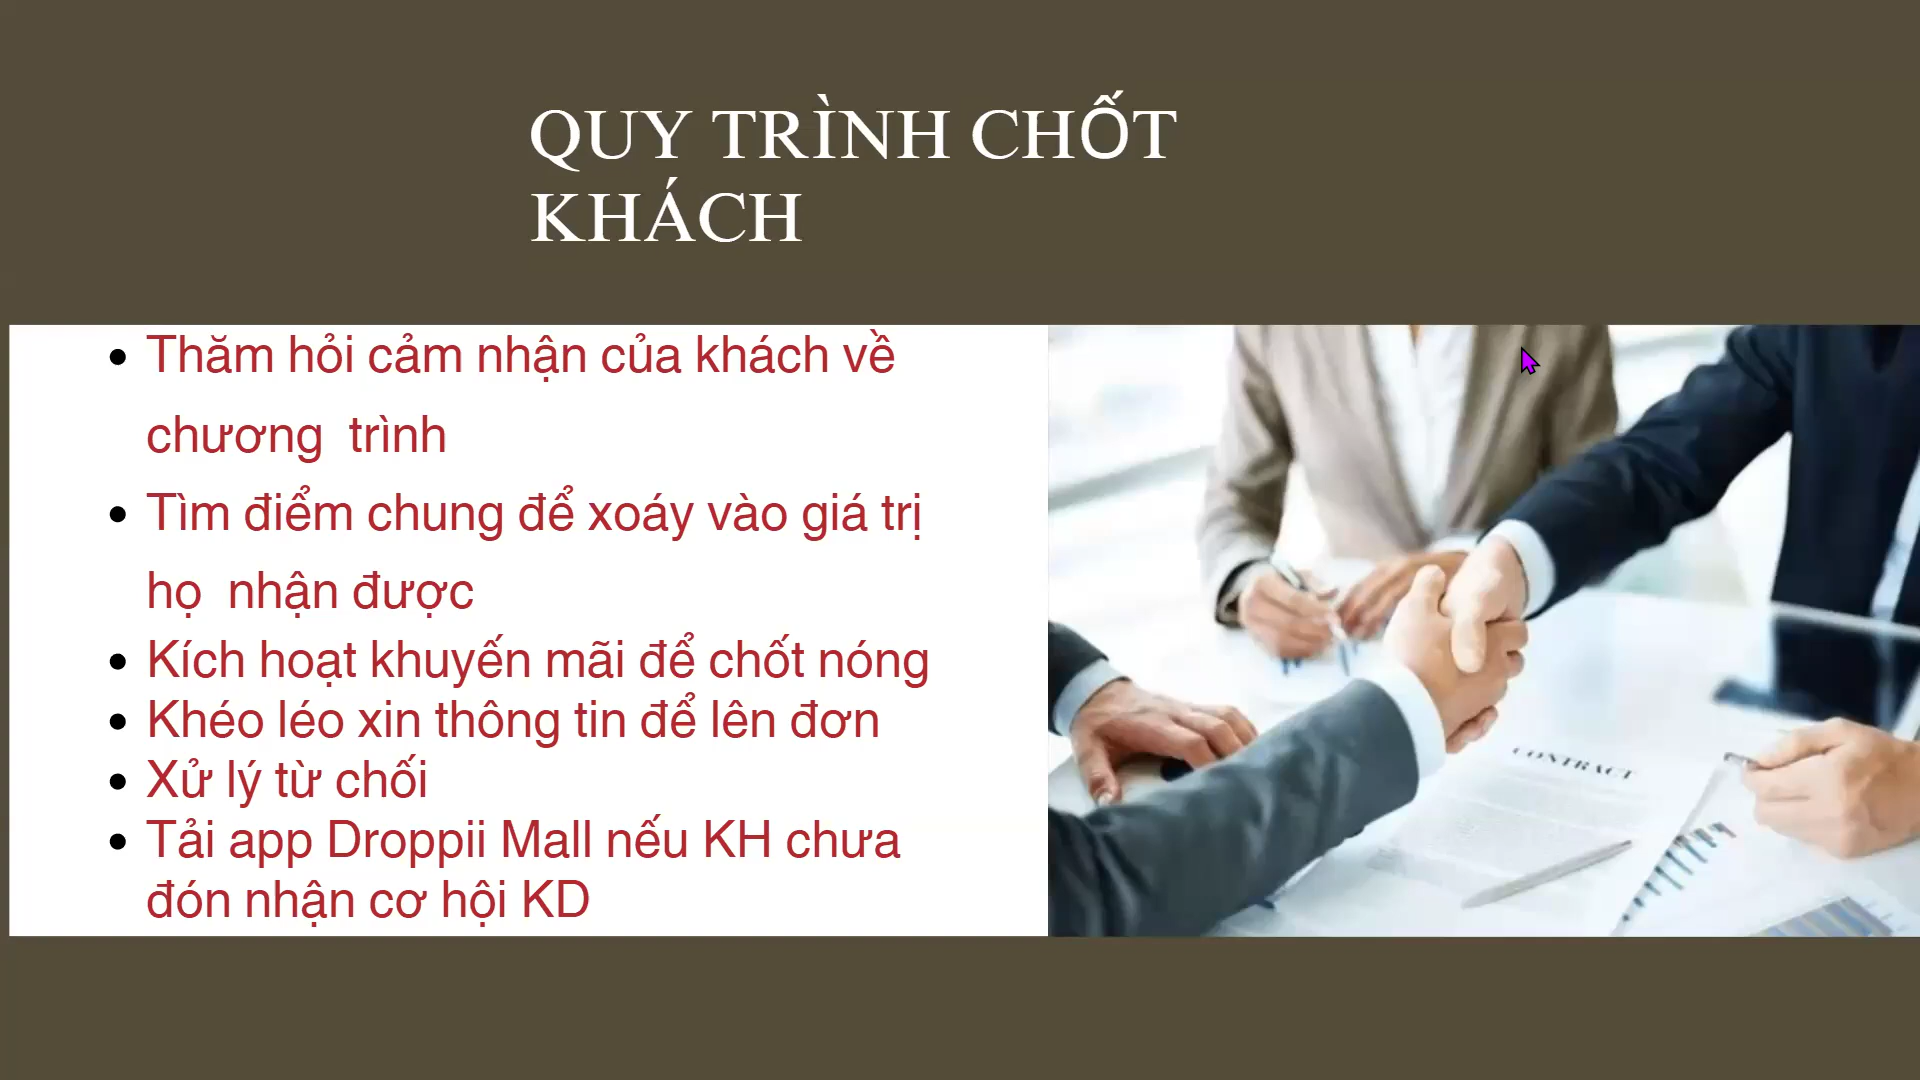 QUY TRÌNH CHỐT
KHÁCH
• Thăm hỏi cảm nhận của khách về
chương trình
• Tìm điểm chung để xoáy vào giá trị
họ nhận được
• Kích hoạt khuyến mãi để chốt nóng
• Khéo léo xin thông tin để lên đơn
• Xử lý từ chối
• Tải app Droppii Mall nếu KH chưa
đón nhận cơ hội KD
CONTRACT